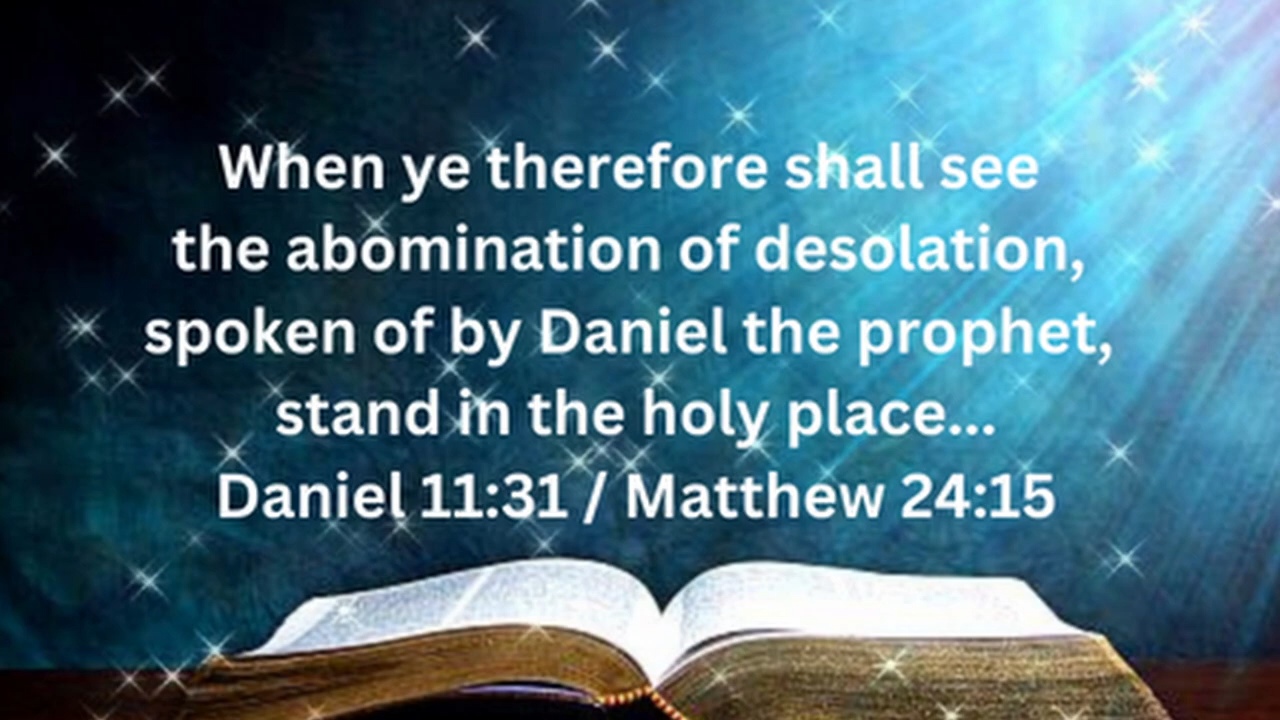 When ye therefore shall see
the abomination of desolation,
spoken of by Daniel the prophet,
stand in the holy place...
Daniel 11:31 / Matthew 24:15